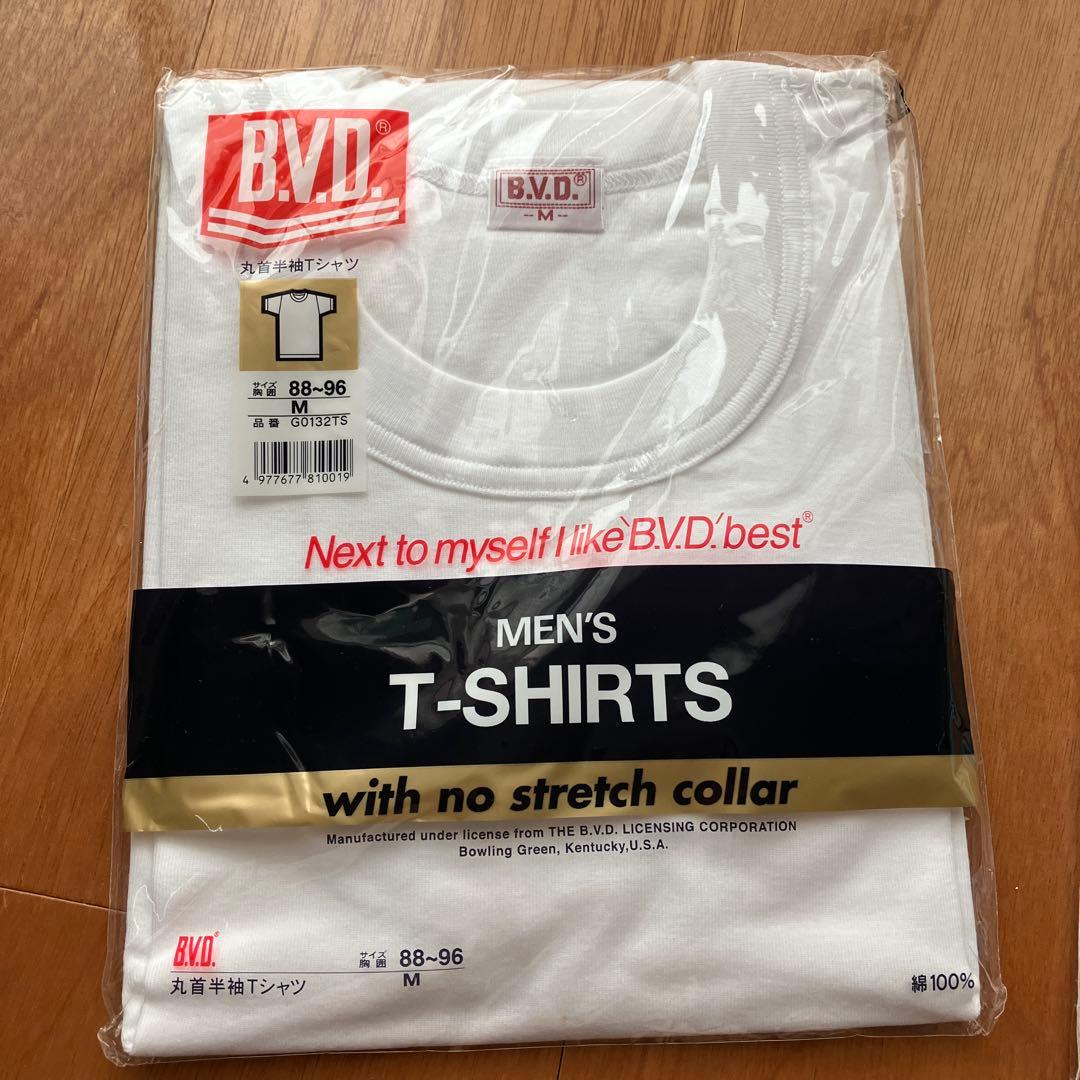 B.V.D.®
丸首半袖Tシャツ
サイズ
胸囲 88~96
M
品番 G0132TS
4 977677 810019
B.V.D.®
-M-
Next to myself I like 'B.V.D.' best®
MEN'S
T-SHIRTS
with no stretch collar
Manufactured under license from THE B.V.D. LICENSING CORPORATION
Bowling Green, Kentucky, U.S.A.
B.V.D.®
丸首半袖Tシャツ
サイズ
胸囲 88~96
M
綿100%